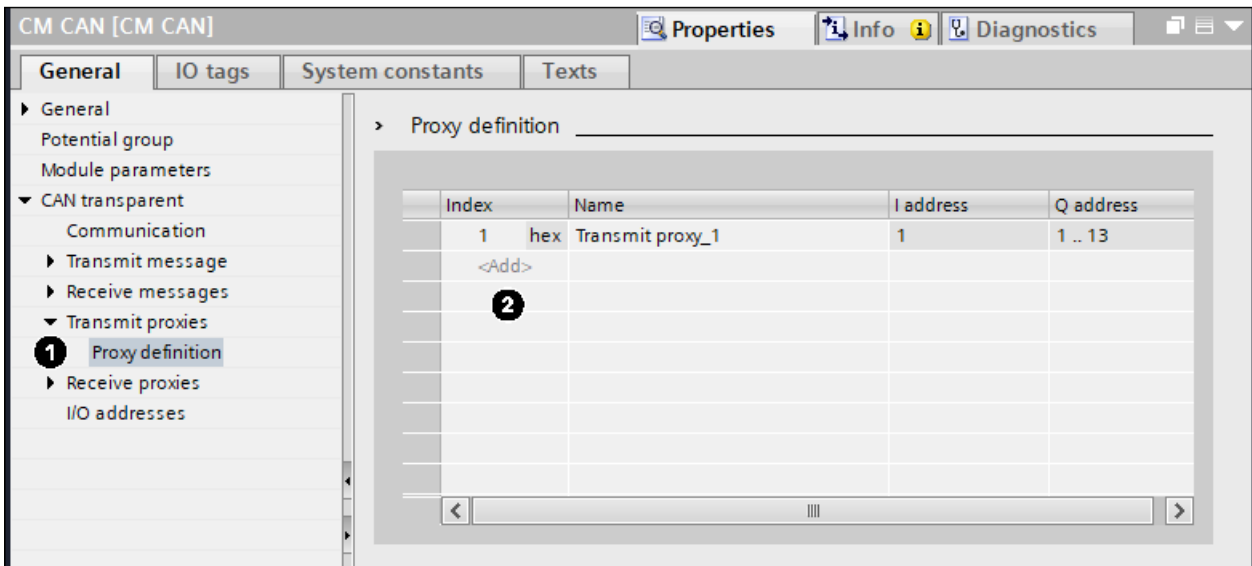 CM CAN [CM CAN]
Properties Info Diagnostics
General IO tags System constants Texts
General
Potential group
Module parameters
CAN transparent
Communication
Transmit message
Receive messages
Transmit proxies
1 Proxy definition
Receive proxies
I/O addresses
Proxy definition
Index Name I address Q address
1 hex Transmit proxy_1 1 1 .. 13
<Add>
2